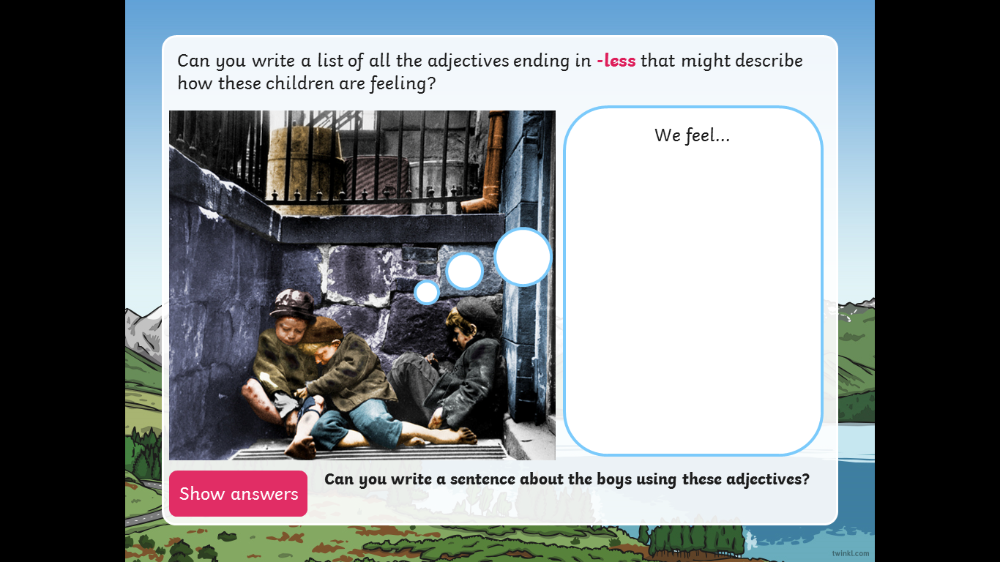 Can you write a list of all the adjectives ending in -less that might describe
how these children are feeling?
We feel...
Show answers
Can you write a sentence about the boys using these adjectives?
twinkl.com